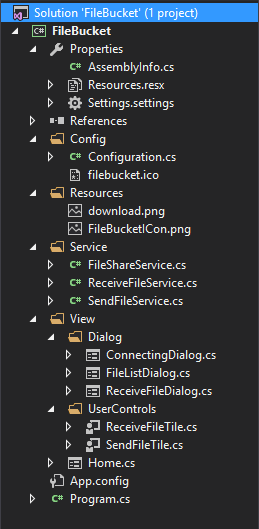 Solution 'FileBucket' (1 project)
C# FileBucket
Properties
C# AssemblyInfo.cs
Resources.resx
Settings.settings
References
Config
C# Configuration.cs
filebucket.ico
Resources
download.png
FileBucketICon.png
Service
C# FileShareService.cs
C# ReceiveFileService.cs
C# SendFileService.cs
View
Dialog
ConnectingDialog.cs
FileListDialog.cs
ReceiveFileDialog.cs
UserControls
ReceiveFileTile.cs
SendFileTile.cs
Home.cs
App.config
C# Program.cs